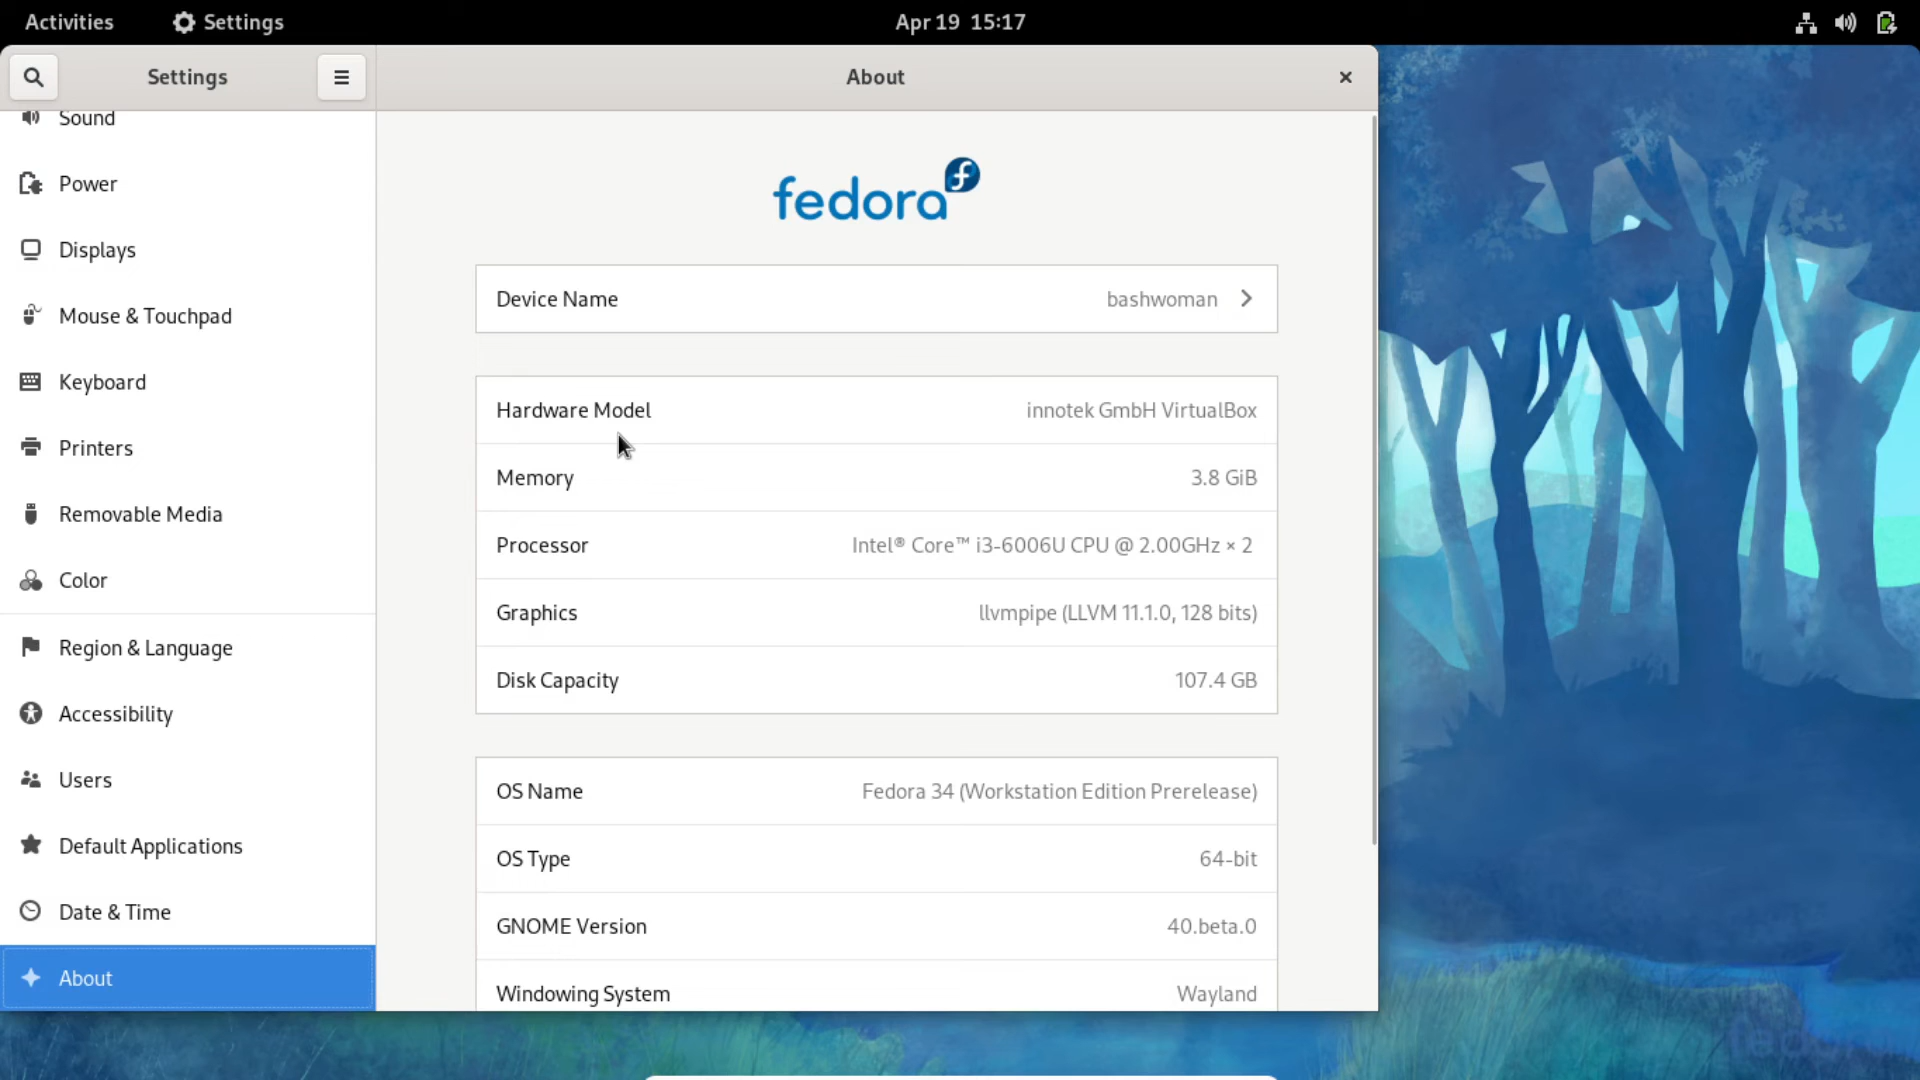 Activities Settings Apr 19 15:17
Settings About
Sound
Power
Displays
Mouse & Touchpad
Keyboard
Printers
Removable Media
Color
Region & Language
Accessibility
Users
Default Applications
Date & Time
About
fedora
Device Name bashwoman
Hardware Model innotek GmbH VirtualBox
Memory 3.8 GiB
Processor Intel® Core™ i3-6006U CPU @ 2.00GHz × 2
Graphics llvmpipe (LLVM 11.1.0, 128 bits)
Disk Capacity 107.4 GB
OS Name Fedora 34 (Workstation Edition Prerelease)
OS Type 64-bit
GNOME Version 40.beta.0
Windowing System Wayland